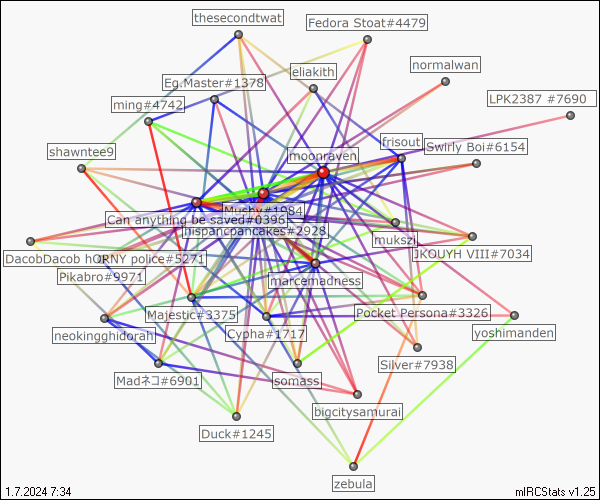 thesecondtwat
Fedora Stoat#4479
normalwan
eliakith
Eg.Master#1378
LPK2387 #7690
ming#4742
frisout
Swirly Boi#6154
shawntee9
moonraven
Mushy#1984
Can anything be saved#0396
hispancpancakes#2928
mukszi
JKOUYH VIII#7034
DacobDacob hORNY police#5271
Pikabro#9971
marcemadness
Majestic#3375
Pocket Persona#3326
neokingghidorah
Cypha#1717
yoshimanden
Silver#7938
Madネコ#6901
somass
bigcitysamurai
Duck#1245
zebula
1.7.2024 7:34
mIRCStats v1.25